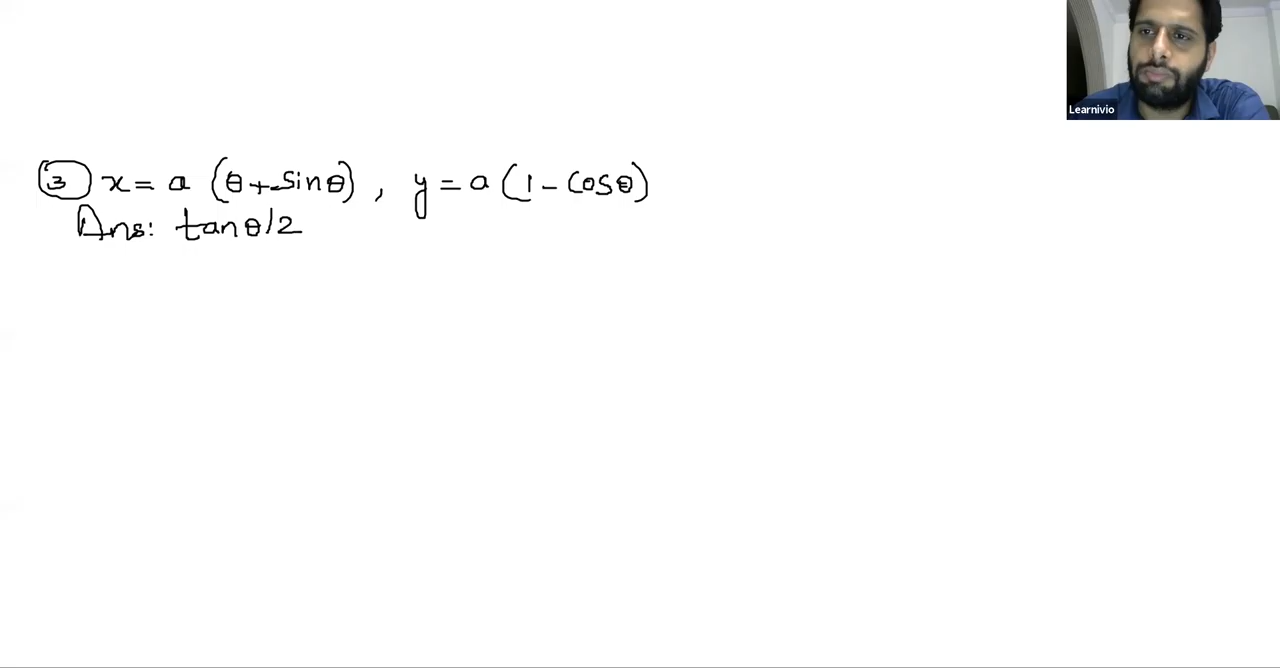 Learnivio
③ x = a (θ + sinθ) , y = a (1 - cosθ)
Ans: tanθ/2